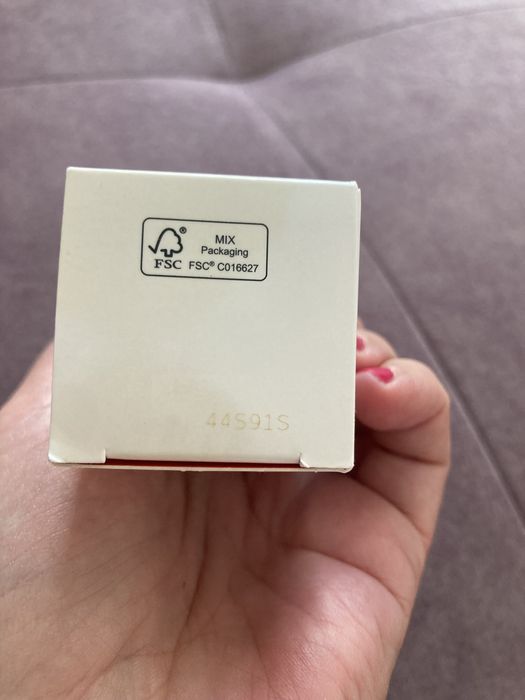 MIX
Packaging
FSC® FSC® C016627
44S91S